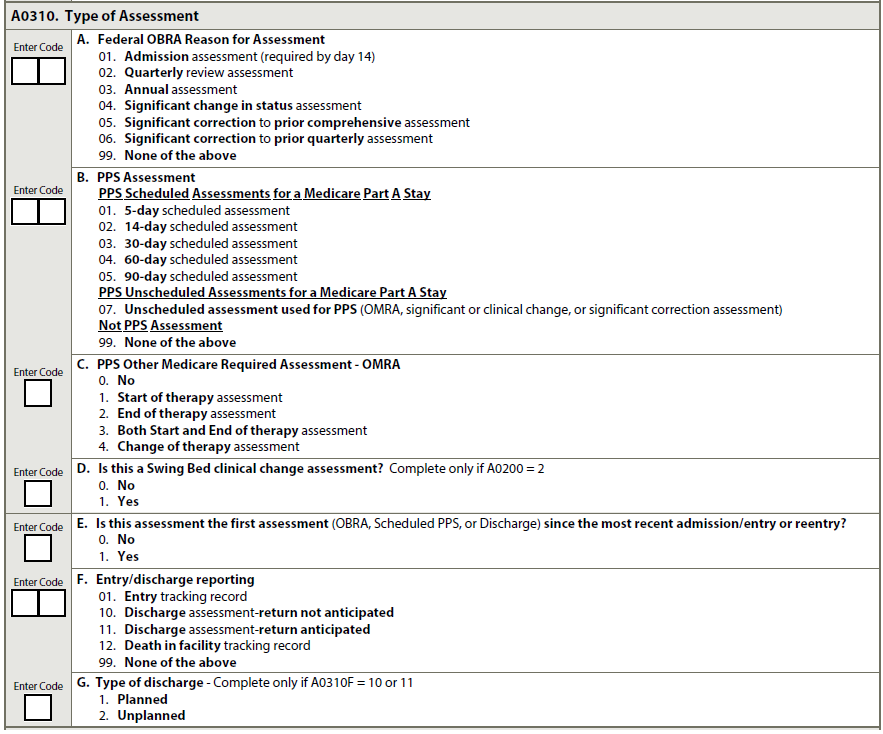 A0310. Type of Assessment
Enter Code
A. Federal OBRA Reason for Assessment
01. Admission assessment (required by day 14)
02. Quarterly review assessment
03. Annual assessment
04. Significant change in status assessment
05. Significant correction to prior comprehensive assessment
06. Significant correction to prior quarterly assessment
99. None of the above
Enter Code
B. PPS Assessment
PPS Scheduled Assessments for a Medicare Part A Stay
01. 5-day scheduled assessment
02. 14-day scheduled assessment
03. 30-day scheduled assessment
04. 60-day scheduled assessment
05. 90-day scheduled assessment
PPS Unscheduled Assessments for a Medicare Part A Stay
07. Unscheduled assessment used for PPS (OMRA, significant or clinical change, or significant correction assessment)
Not PPS Assessment
99. None of the above
Enter Code
C. PPS Other Medicare Required Assessment - OMRA
0. No
1. Start of therapy assessment
2. End of therapy assessment
3. Both Start and End of therapy assessment
4. Change of therapy assessment
Enter Code
D. Is this a Swing Bed clinical change assessment? Complete only if A0200 = 2
0. No
1. Yes
Enter Code
E. Is this assessment the first assessment (OBRA, Scheduled PPS, or Discharge) since the most recent admission/entry or reentry?
0. No
1. Yes
Enter Code
F. Entry/discharge reporting
01. Entry tracking record
10. Discharge assessment-return not anticipated
11. Discharge assessment-return anticipated
12. Death in facility tracking record
99. None of the above
Enter Code
G. Type of discharge - Complete only if A0310F = 10 or 11
1. Planned
2. Unplanned